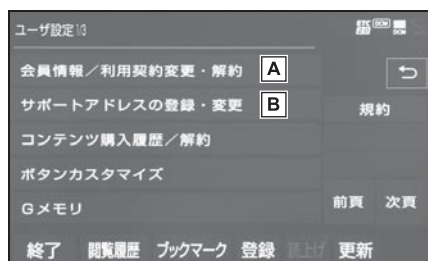 ユーザ設定 1/3
会員情報／利用契約変更・解約 A
サポートアドレスの登録・変更 B
規約
コンテンツ購入履歴／解約
ボタンカスタマイズ
Gメモリ
前頁 次頁
終了 閲覧履歴 ブックマーク 登録 読上げ 更新